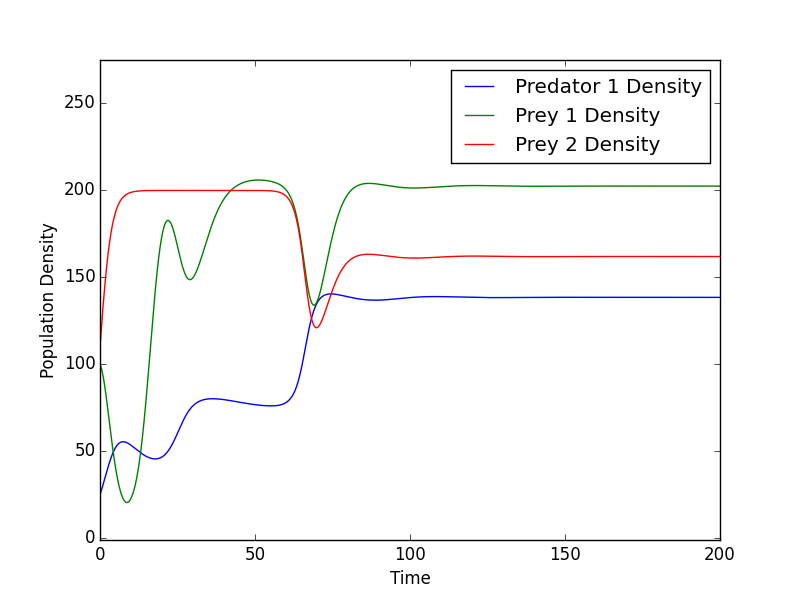 Predator 1 Density
Prey 1 Density
Prey 2 Density
250
200
150
100
50
0
Population Density
0 50 100 150 200
Time